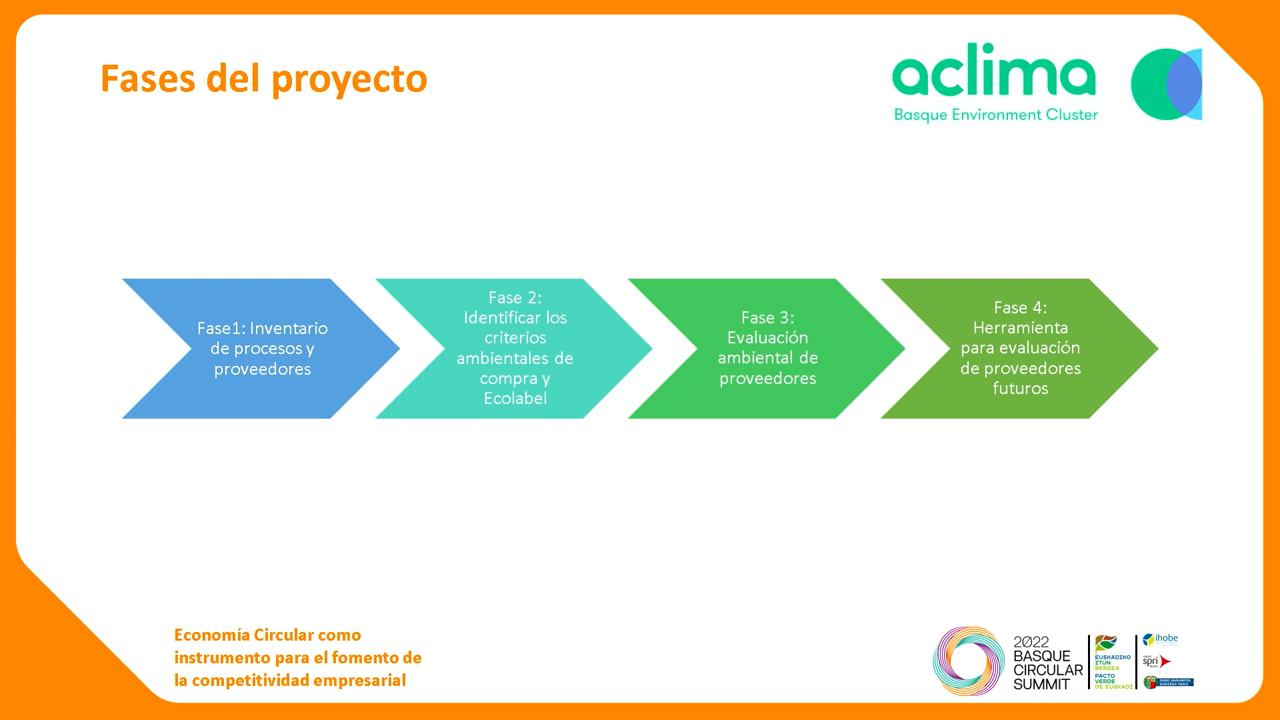 Fases del proyecto
aclima
Basque Environment Cluster
Fase1: Inventario
de procesos y
proveedores
Fase 2:
Identificar los
criterios
ambientales de
compra y
Ecolabel
Fase 3:
Evaluación
ambiental de
proveedores
Fase 4:
Herramienta
para evaluación
de proveedores
futuros
Economía Circular como
instrumento para el fomento de
la competitividad empresarial
2022
BASQUE
CIRCULAR
SUMMIT
EUSKADIKO
ITUN
BERDEA
PACTO
VERDE
DE EUSKADI
ihobe
spri